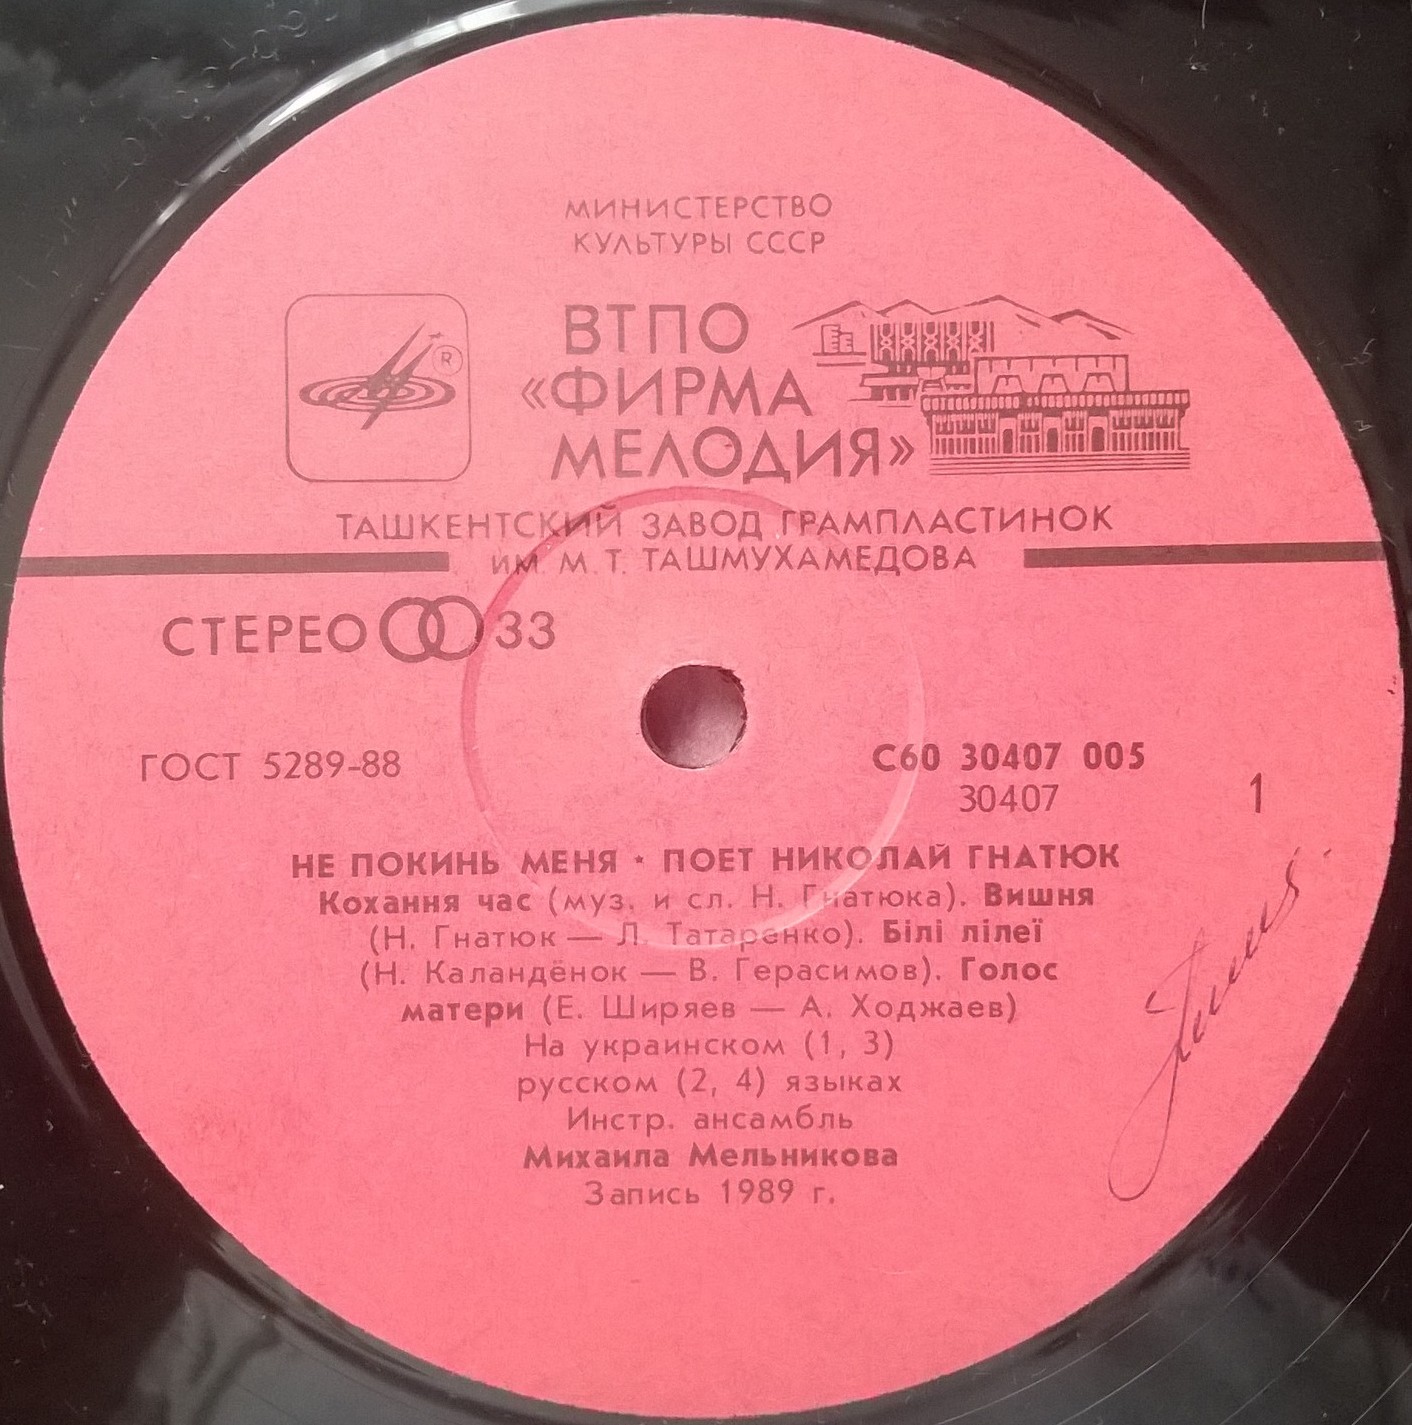 МИНИСТЕРСТВО
КУЛЬТУРЫ СССР
ВТПО
«ФИРМА
МЕЛОДИЯ»
R
ТАШКЕНТСКИЙ ЗАВОД ГРАМПЛАСТИНОК
ИМ. М. Т. ТАШМУХАМЕДОВА
СТЕРЕО 33
ГОСТ 5289-88
С60 30407 005
30407
1
НЕ ПОКИНЬ МЕНЯ • ПОЕТ НИКОЛАЙ ГНАТЮК
Кохання час (муз. и сл. Н. Гнатюка). Вишня
(Н. Гнатюк — Л. Татаренко). Білі лілеї
(Н. Каландёнок — В. Герасимов). Голос
матери (Е. Ширяев — А. Ходжаев)
На украинском (1, 3)
русском (2, 4) языках
Инстр. ансамбль
Михаила Мельникова
Запись 1989 г.